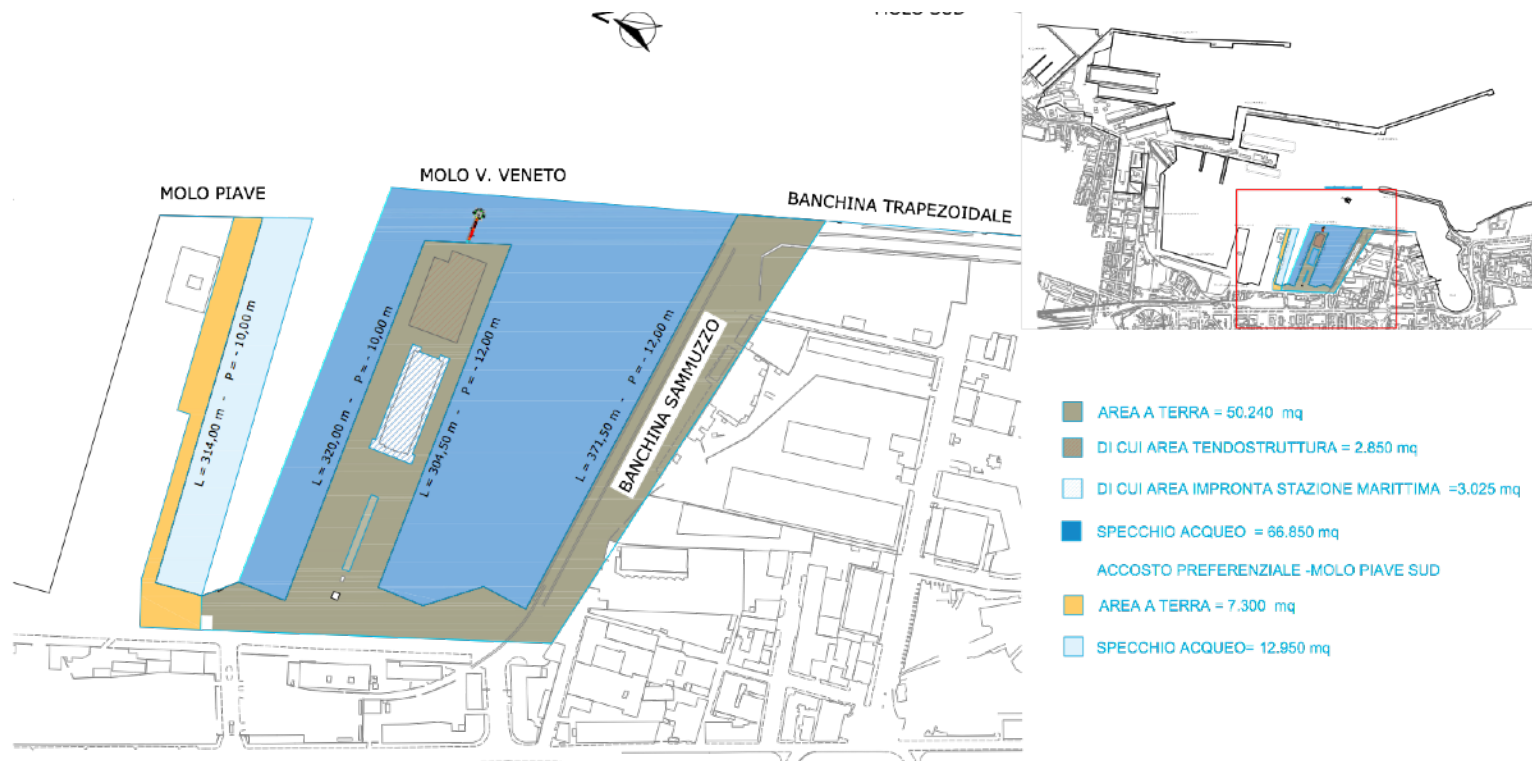 MOLO PIAVE
MOLO V. VENETO
BANCHINA TRAPEZOIDALE
L = 314,00 m - P = - 10,00 m
L = 320,00 m - P = - 10,00 m
L = 304,50 m - P = - 12,00 m
L = 371,50 m - P = - 12,00 m
BANCHINA SAMMUZZO
AREA A TERRA = 50.240 mq
DI CUI AREA TENDOSTRUTTURA = 2.850 mq
DI CUI AREA IMPRONTA STAZIONE MARITTIMA =3.025 mq
SPECCHIO ACQUEO = 66.850 mq
ACCOSTO PREFERENZIALE -MOLO PIAVE SUD
AREA A TERRA = 7.300 mq
SPECCHIO ACQUEO= 12.950 mq